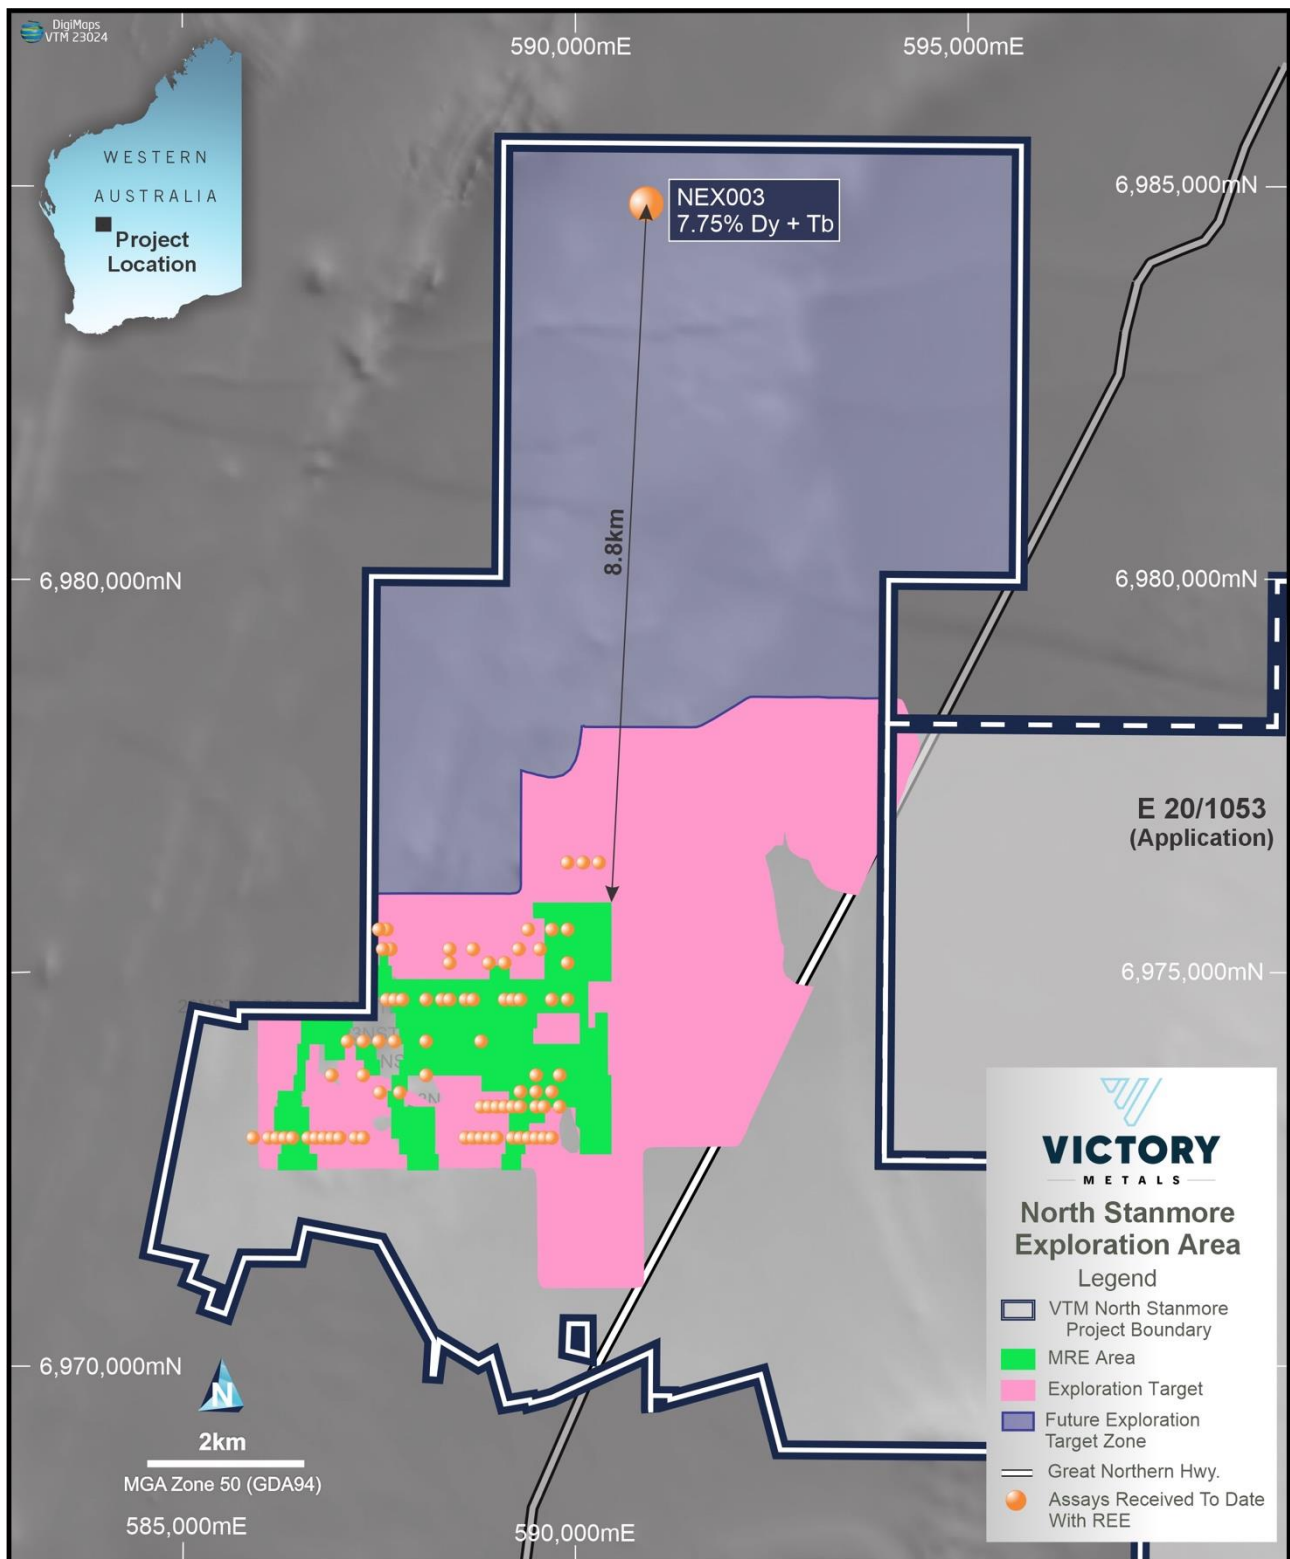 DigiMaps
VTM 23024
590,000mE
595,000mE
WESTERN
AUSTRALIA
Project
Location
NEX003
7.75% Dy + Tb
6,985,000mN
8.8km
6,980,000mN
6,980,000mN
E 20/1053
(Application)
6,975,000mN
6,970,000mN
N
2km
MGA Zone 50 (GDA94)
585,000mE
590,000mE
VICTORY
METALS
North Stanmore
Exploration Area
Legend
VTM North Stanmore
Project Boundary
MRE Area
Exploration Target
Future Exploration
Target Zone
Great Northern Hwy.
Assays Received To Date
With REE